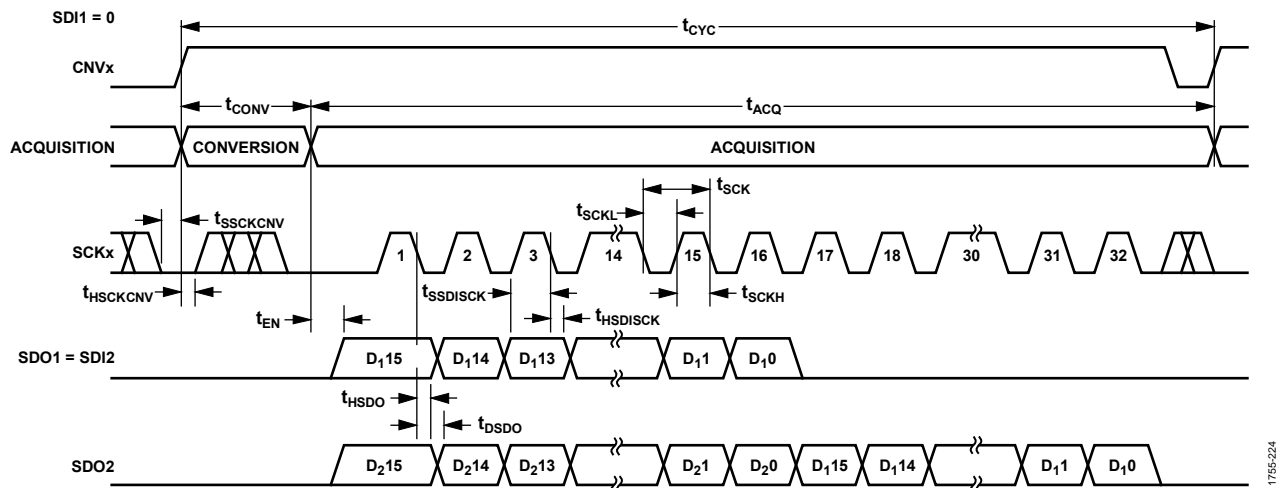 SDI1 = 0
tCYC
CNVx
tCONV
tACQ
ACQUISITION
CONVERSION
ACQUISITION
tSCK
tSCKL
tSSCKCNV
SCKx
1 2 3 14 15 16 17 18 30 31 32
tHSCKCNV
tSSDISCK
tSCKH
tEN
tHSDISCK
SDO1 = SDI2
D115 D114 D113 D11 D10
tHSDO
tDSDO
SDO2
D215 D214 D213 D21 D20 D115 D114 D11 D10
1755-224